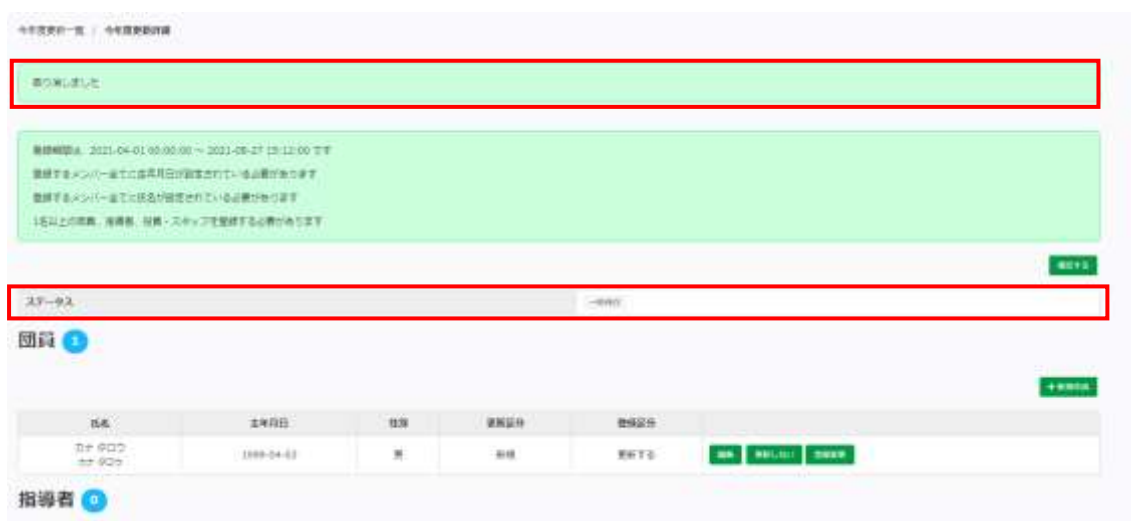 今年度更新一覧 / 今年度更新詳細
取り消しました
登録期間は、2021-04-01 00:00:00 ~ です
登録するメンバー全てに生年月日が設定されている必要があります
登録するメンバー全てに氏名が設定されている必要があります
1名以上の団員、指導者、役員・スタッフを登録する必要があります
ステータス
団員 1
氏名 生年月日 性別 更新区分 登録区分
男 新規 更新する
編集 更新しない
指導者 0